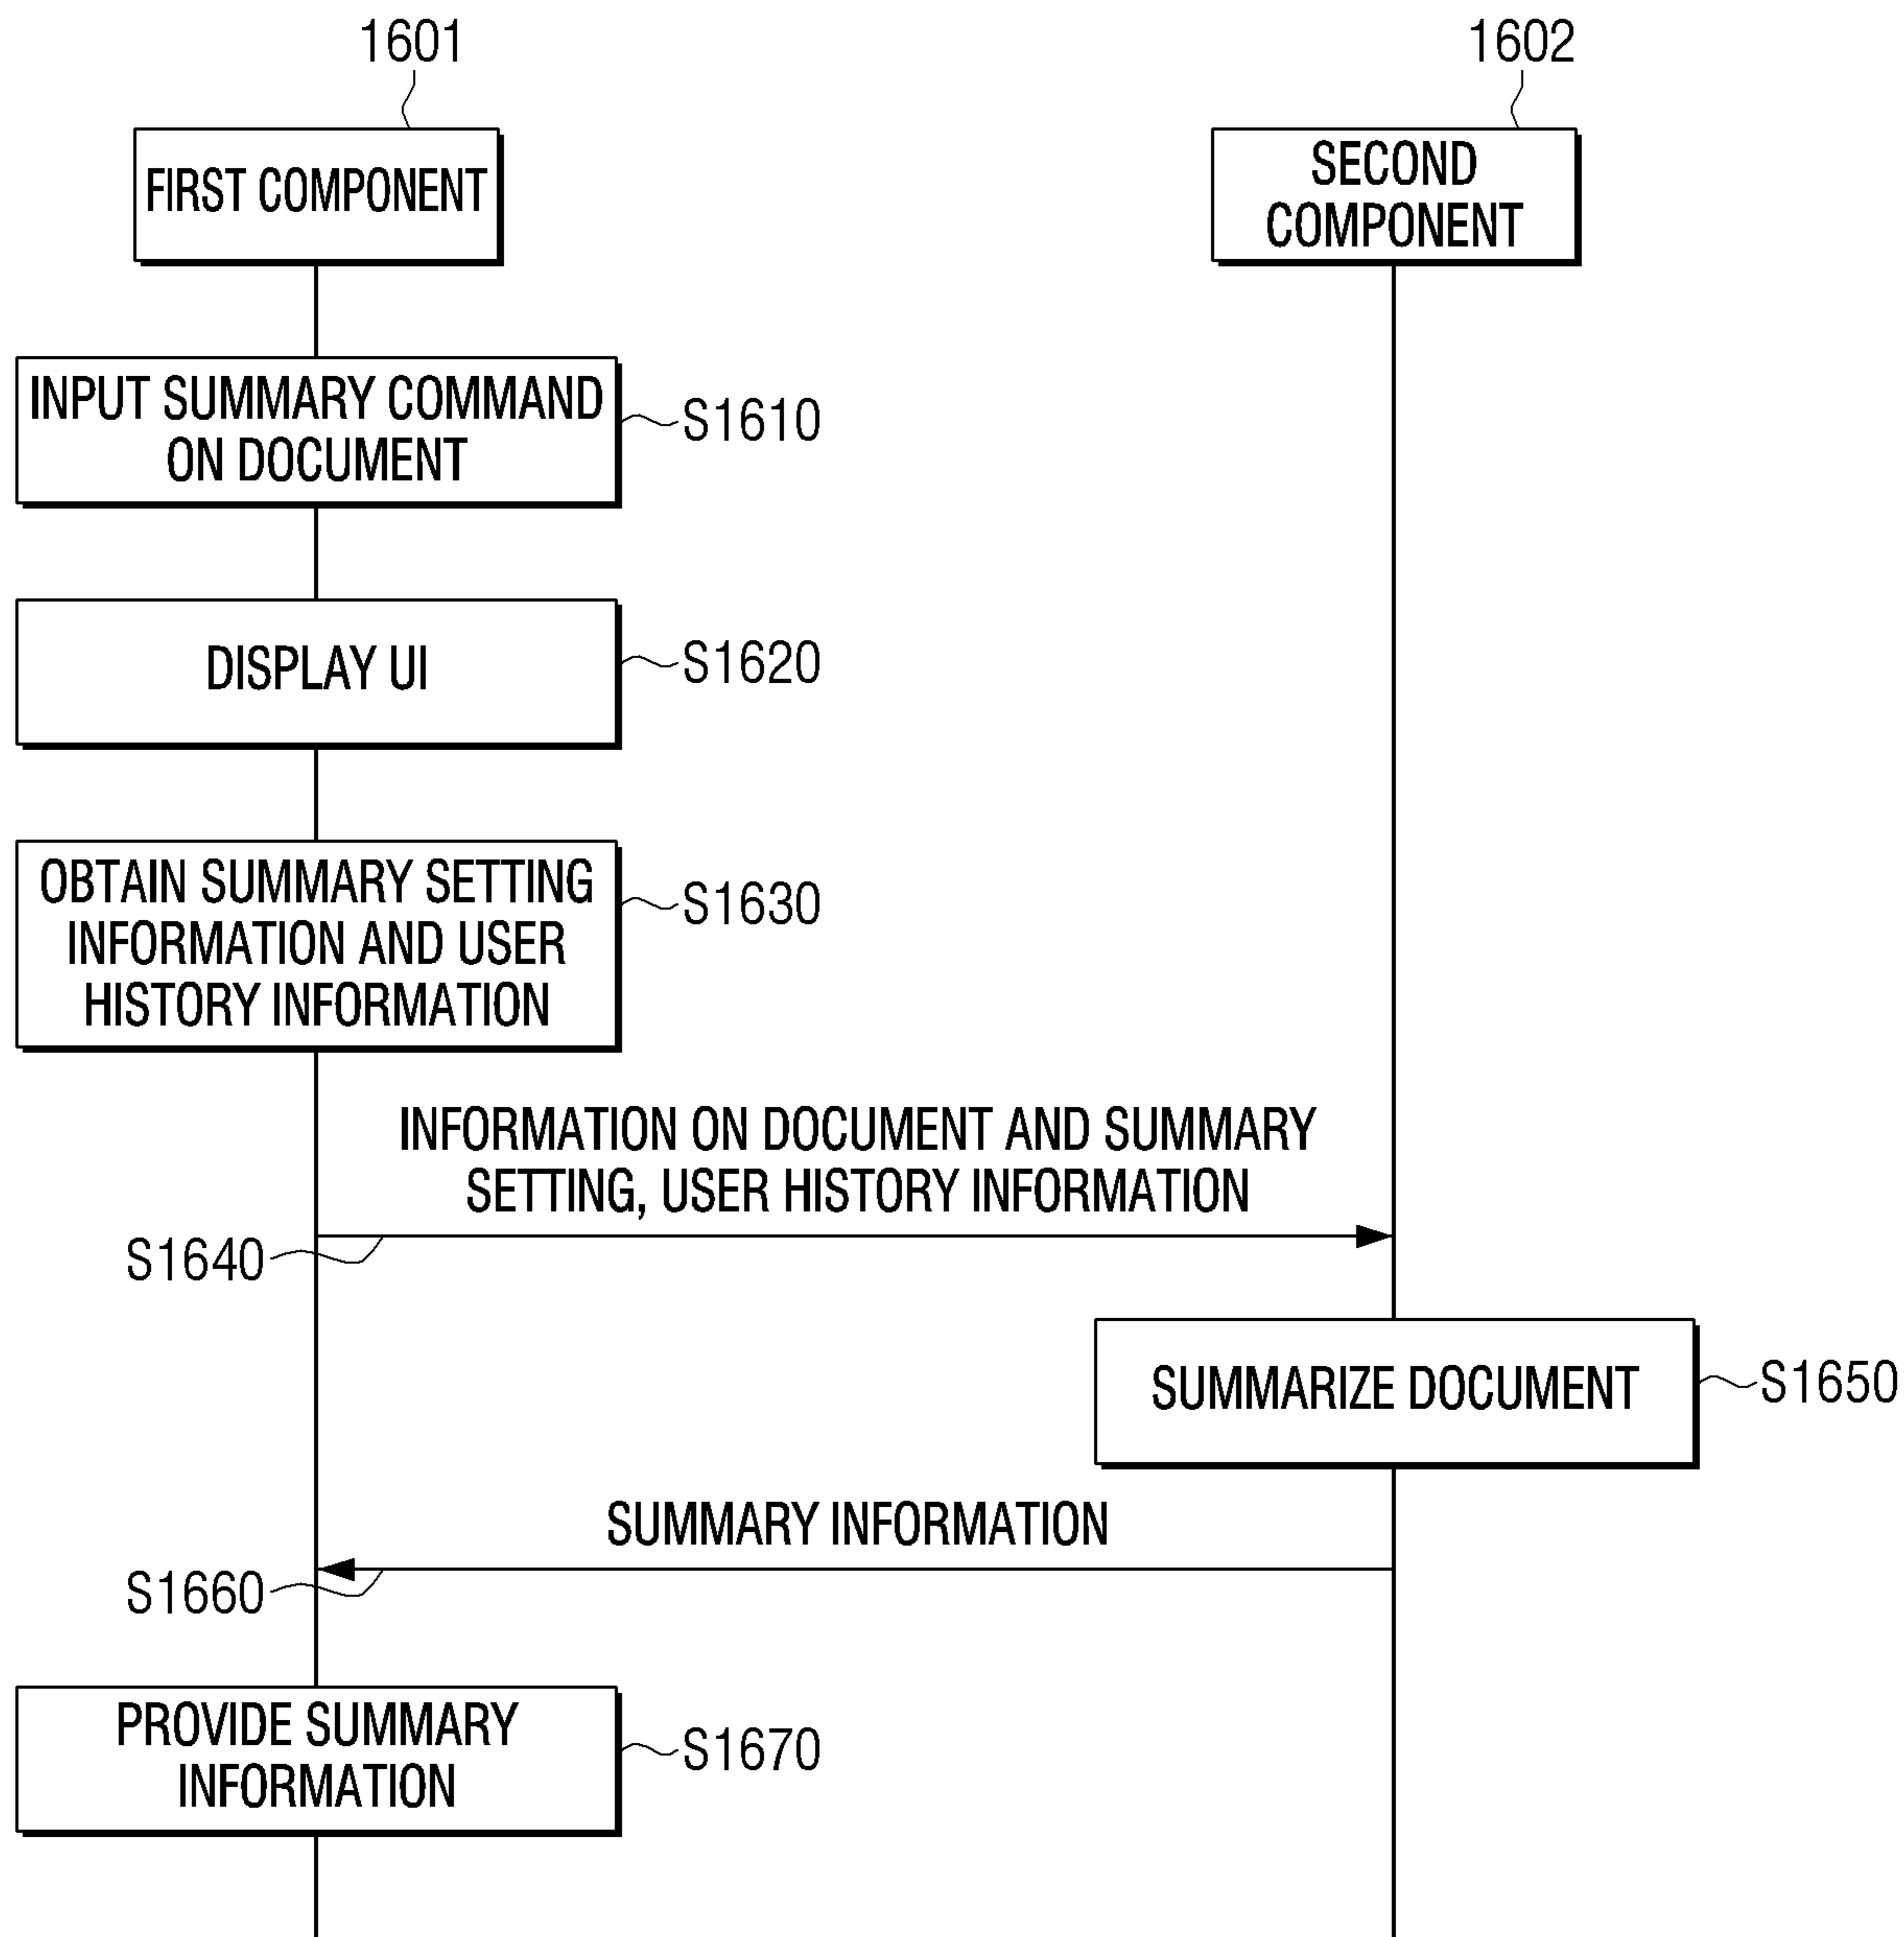 1601
1602
FIRST COMPONENT
SECOND
COMPONENT
INPUT SUMMARY COMMAND
ON DOCUMENT
S1610
DISPLAY UI
S1620
OBTAIN SUMMARY SETTING
INFORMATION AND USER
HISTORY INFORMATION
S1630
INFORMATION ON DOCUMENT AND SUMMARY
SETTING, USER HISTORY INFORMATION
S1640
SUMMARIZE DOCUMENT
S1650
SUMMARY INFORMATION
S1660
PROVIDE SUMMARY
INFORMATION
S1670